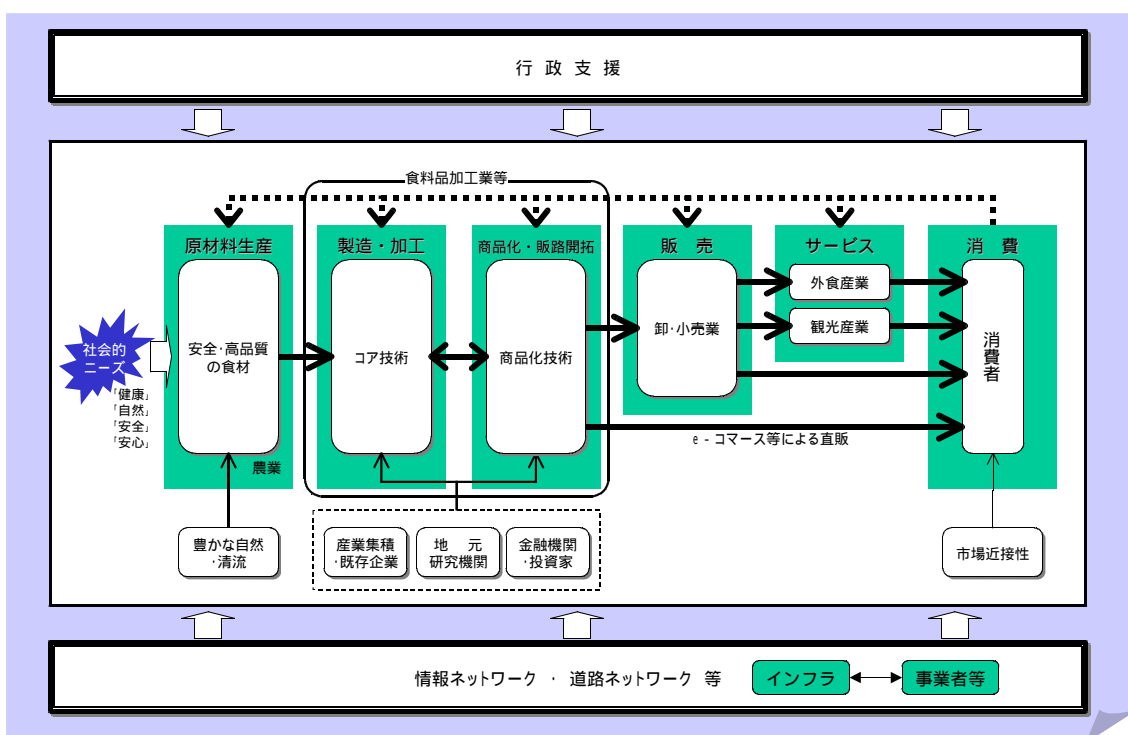 行 政 支 援
食料品加工業等
原材料生産
製造・加工
商品化・販路開拓
販　売
サービス
消　費
安全・高品質
の食材
コア技術
商品化技術
卸・小売業
外食産業
観光産業
消費者
社会的
ニーズ
「健康」
「自然」
「安全」
「安心」
農業
e - コマース等による直販
豊かな自然
・清流
産業集積
・既存企業
地　元
研究機関
金融機関
・投資家
市場近接性
情報ネットワーク ・ 道路ネットワーク 等
インフラ
事業者等